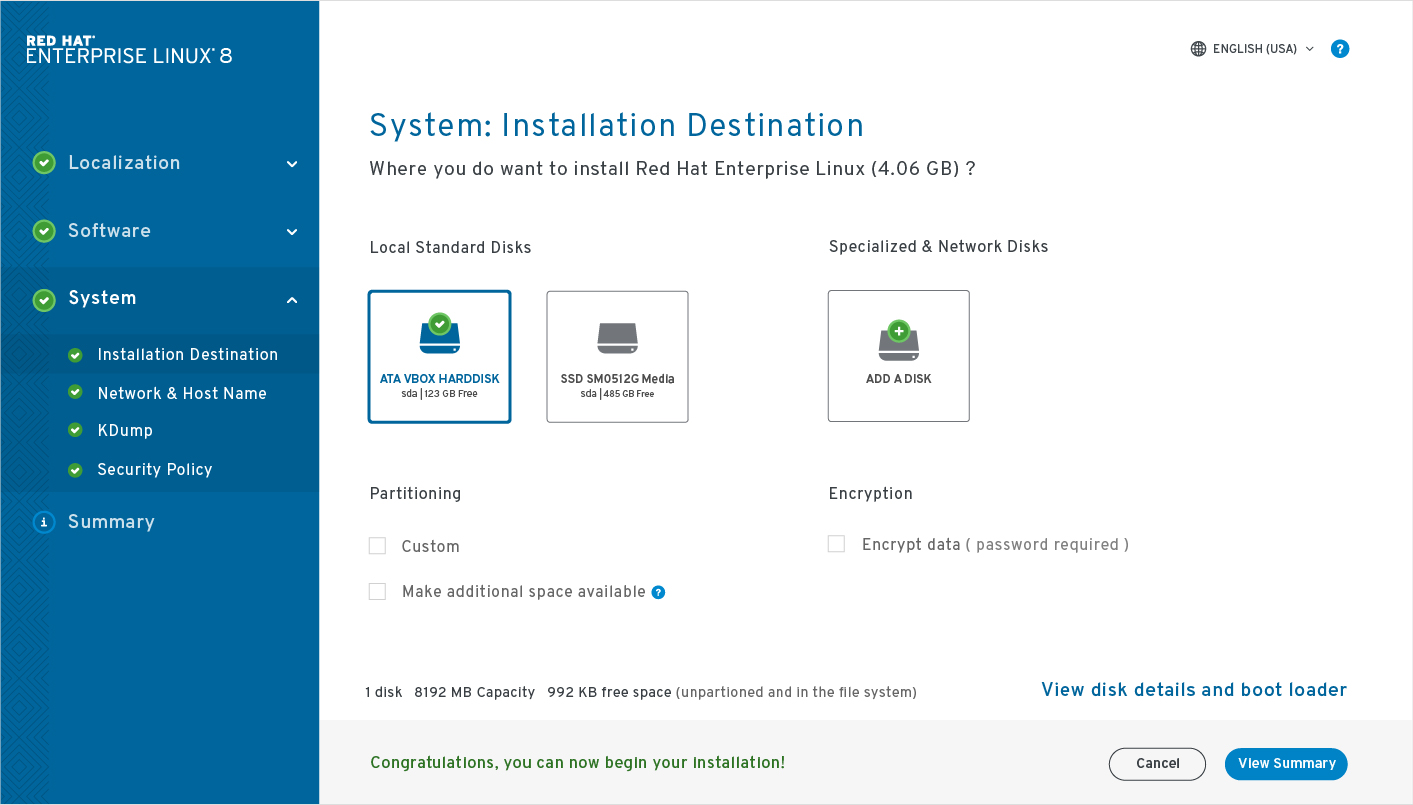 RED HAT
ENTERPRISE LINUX 8
ENGLISH (USA)
?
Localization
Software
System
Installation Destination
Network & Host Name
KDump
Security Policy
i
Summary
System: Installation Destination
Where you do want to install Red Hat Enterprise Linux (4.06 GB) ?
Local Standard Disks
ATA VBOX HARDDISK
sda | 123 GB Free
SSD SM0512G Media
sda | 485 GB Free
Specialized & Network Disks
ADD A DISK
Partitioning
Custom
Make additional space available ?
Encryption
Encrypt data ( password required )
1 disk 8192 MB Capacity 992 KB free space (unpartioned and in the file system)
View disk details and boot loader
Congratulations, you can now begin your installation!
Cancel
View Summary